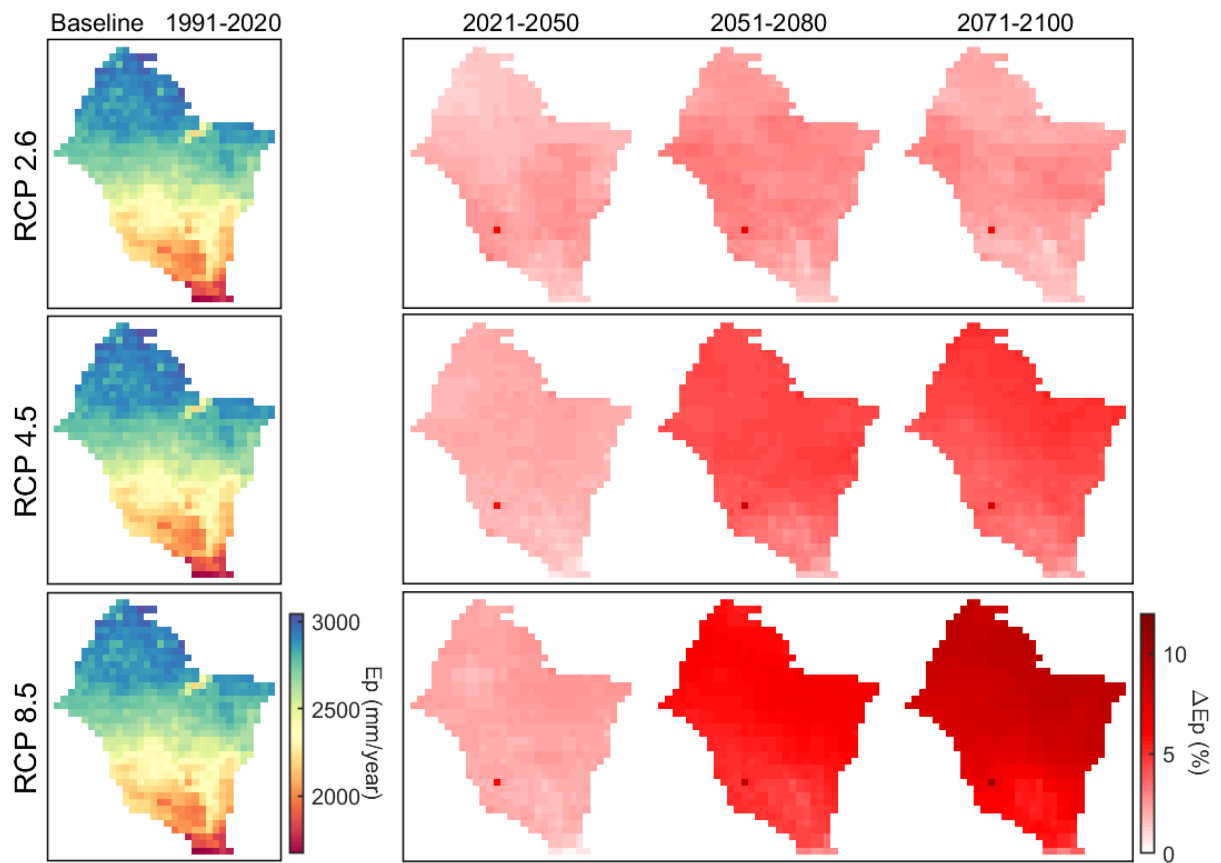 Baseline 1991-2020 2021-2050 2051-2080 2071-2100
RCP 2.6
RCP 4.5
RCP 8.5
3000
2500
2000
Ep (mm/year)
10
5
0
ΔEp (%)